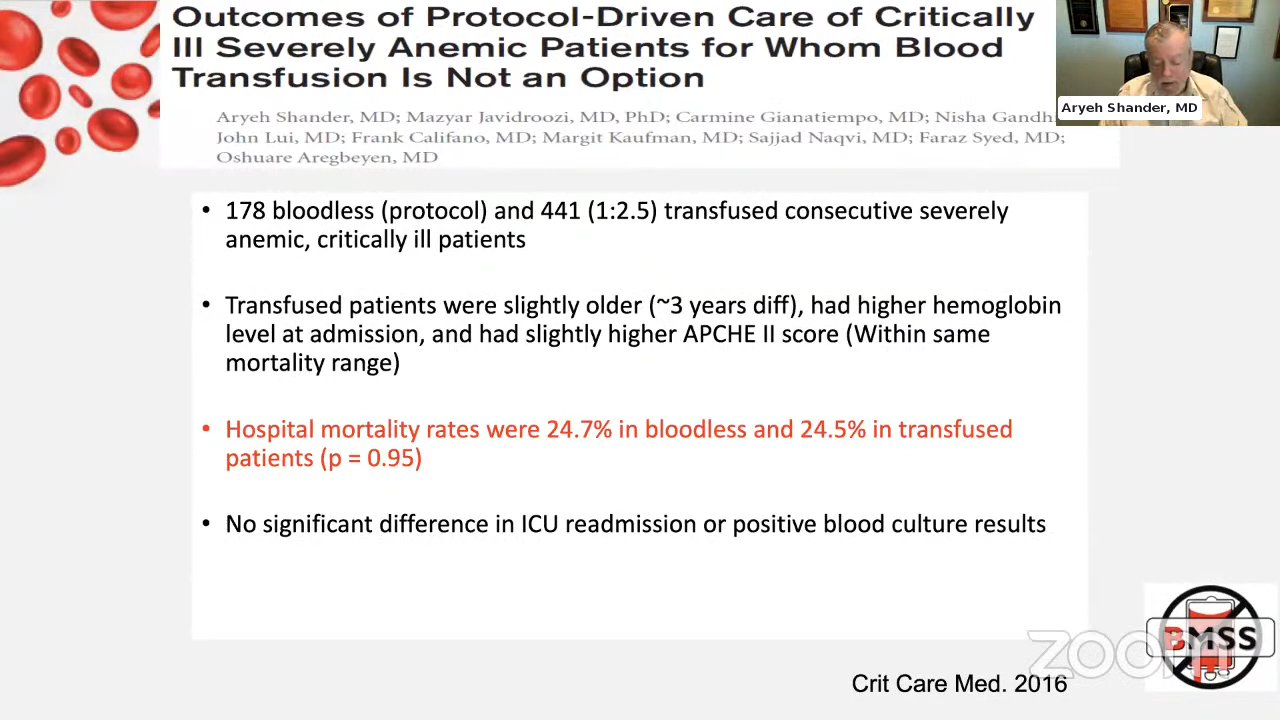 Outcomes of Protocol-Driven Care of Critically
Ill Severely Anemic Patients for Whom Blood
Transfusion Is Not an Option
Aryeh Shander, MD; Mazyar Javidroozi, MD, PhD; Carmine Gianatiempo, MD; Nisha Gandh
John Lui, MD; Frank Califano, MD; Margit Kaufman, MD; Sajjad Naqvi, MD; Faraz Syed, MD;
Oshuare Aregbeyen, MD
Aryeh Shander, MD
• 178 bloodless (protocol) and 441 (1:2.5) transfused consecutive severely
anemic, critically ill patients
• Transfused patients were slightly older (~3 years diff), had higher hemoglobin
level at admission, and had slightly higher APCHE II score (Within same
mortality range)
• Hospital mortality rates were 24.7% in bloodless and 24.5% in transfused
patients (p = 0.95)
• No significant difference in ICU readmission or positive blood culture results
BMSS
zoom
Crit Care Med. 2016